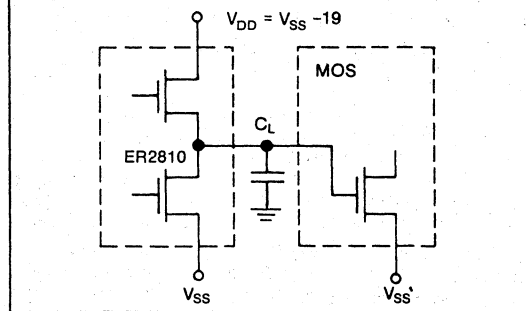 V_DD = V_SS -19
MOS
C_L
ER2810
V_SS
V_SS'